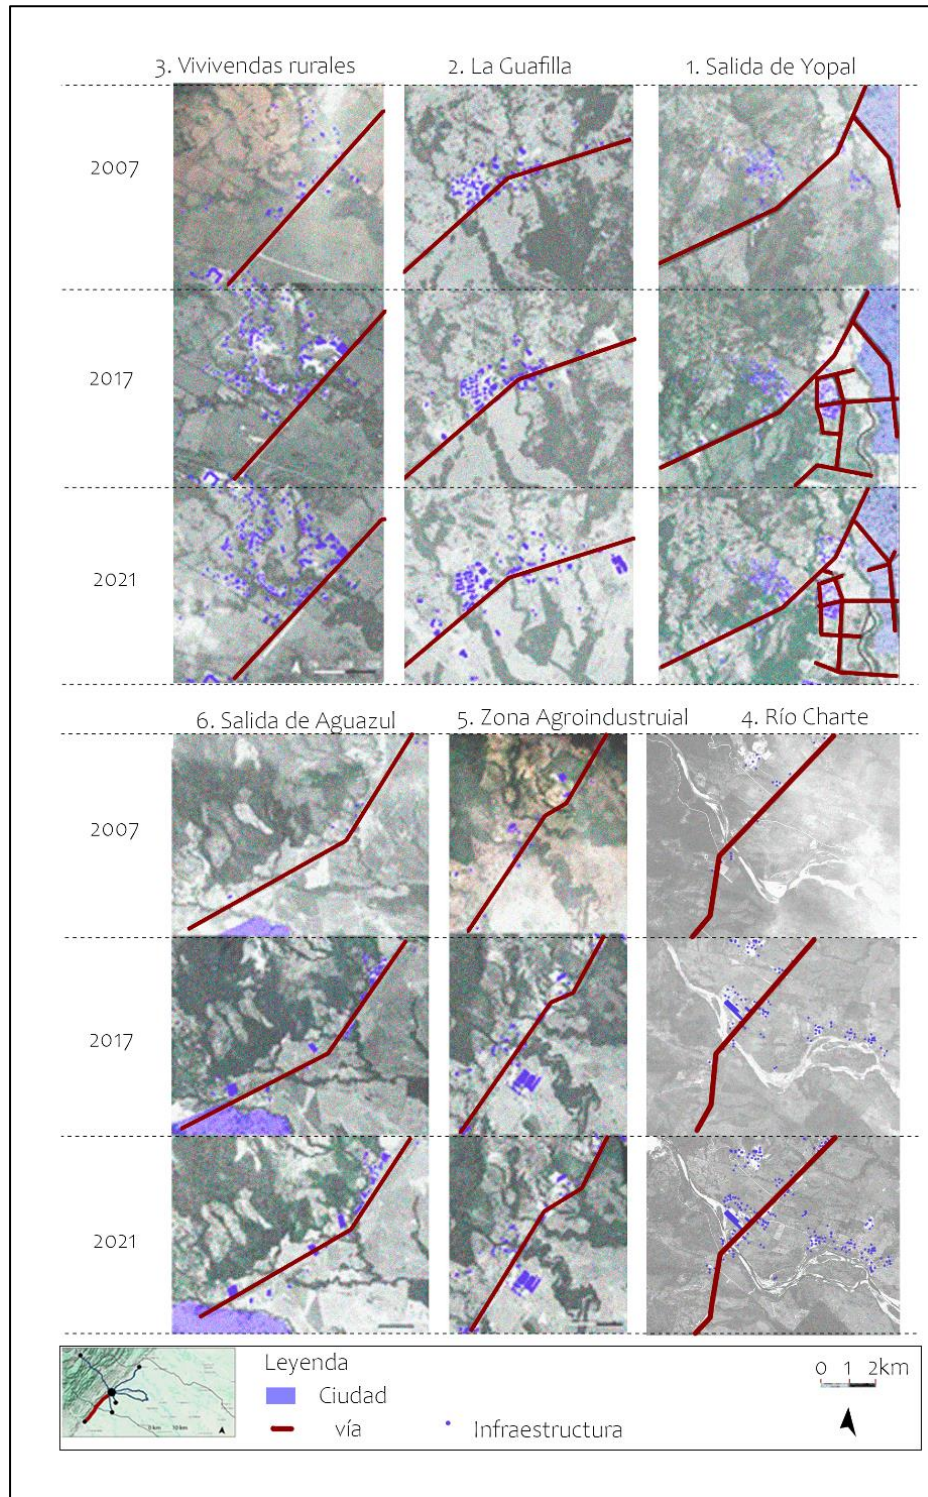 3. Vivivendas rurales
2. La Guafilla
1. Salida de Yopal
2007
2017
2021
6. Salida de Aguazul
5. Zona Agroindustruial
4. Río Charte
2007
2017
2021
Leyenda
Ciudad
vía
Infraestructura
0 1 2km